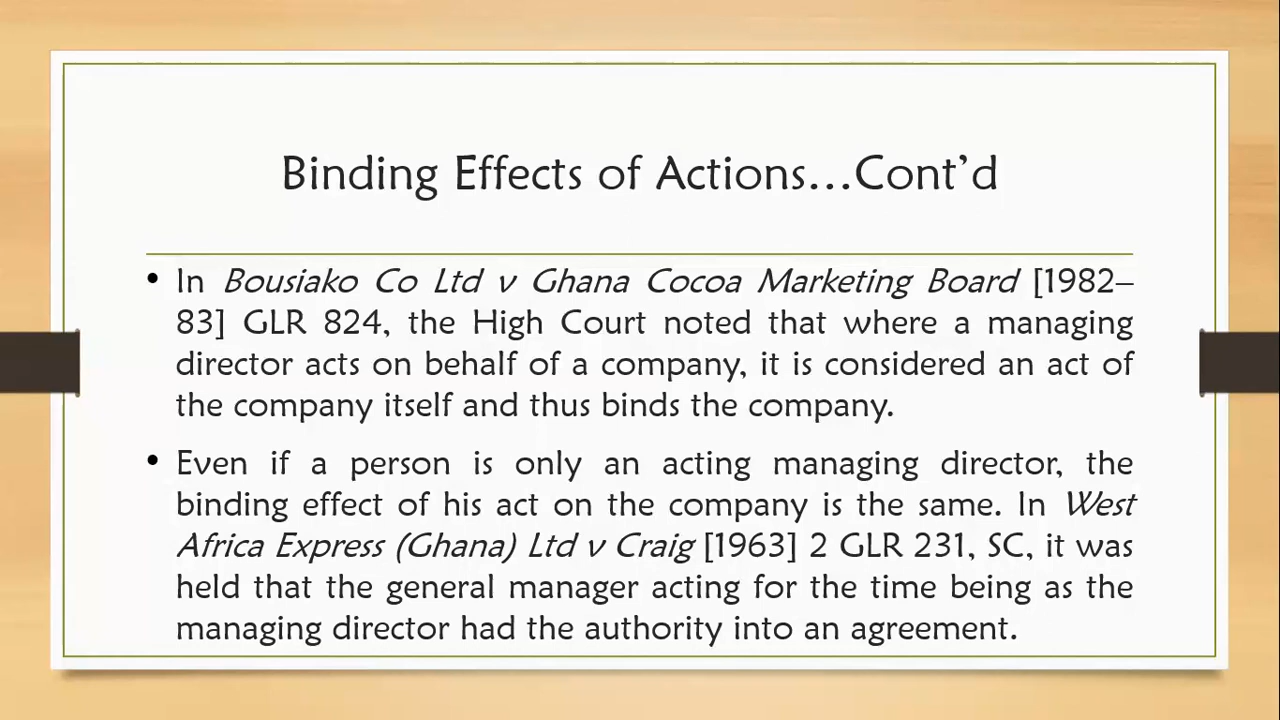 Binding Effects of Actions…Cont’d
• In Bousiako Co Ltd v Ghana Cocoa Marketing Board [1982–
83] GLR 824, the High Court noted that where a managing
director acts on behalf of a company, it is considered an act of
the company itself and thus binds the company.
• Even if a person is only an acting managing director, the
binding effect of his act on the company is the same. In West
Africa Express (Ghana) Ltd v Craig [1963] 2 GLR 231, SC, it was
held that the general manager acting for the time being as the
managing director had the authority into an agreement.